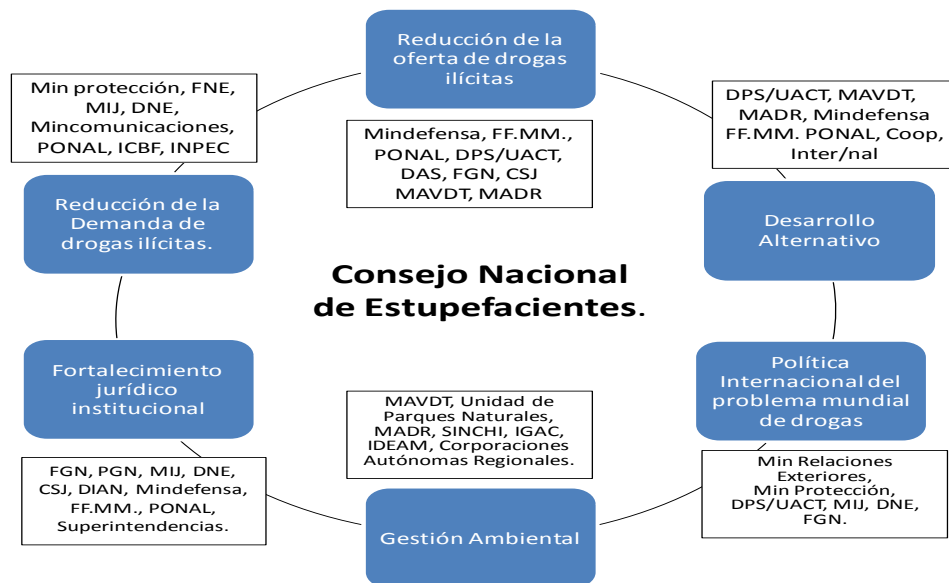 Reducción de la
oferta de drogas
ilícitas
Mindefensa, FF.MM.,
PONAL, DPS/UACT,
DAS, FGN, CSJ
MAVDT, MADR
DPS/UACT, MAVDT,
MADR, Mindefensa
FF.MM. PONAL, Coop,
Inter/nal
Desarrollo
Alternativo
Política
Internacional del
problema mundial
de drogas
Min Relaciones
Exteriores,
Min Protección,
DPS/UACT, MIJ, DNE,
FGN.
MAVDT, Unidad de
Parques Naturales,
MADR, SINCHI, IGAC,
IDEAM, Corporaciones
Autónomas Regionales.
Gestión Ambiental
Fortalecimiento
jurídico
institucional
FGN, PGN, MIJ, DNE,
CSJ, DIAN, Mindefensa,
FF.MM., PONAL,
Superintendencias.
Min protección, FNE,
MIJ, DNE,
Mincomunicaciones,
PONAL, ICBF, INPEC
Reducción de la
Demanda de
drogas ilícitas.
Consejo Nacional
de Estupefacientes.